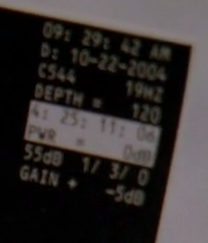 09: 29: 42 AM
D: 10-22-2004
C544 19HZ
DEPTH = 120
4: 25: 11: 06
PWR = 0dB
55dB 1/ 3/ 0
GAIN + -5dB